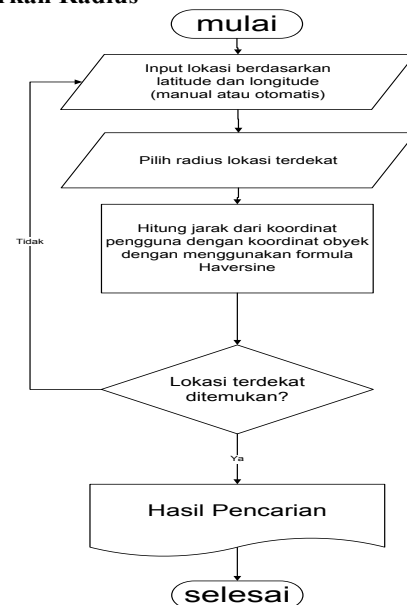 Radius
mulai
Input lokasi berdasarkan
latitude dan longitude
(manual atau otomatis)
Pilih radius lokasi terdekat
Hitung jarak dari koordinat
pengguna dengan koordinat obyek
dengan menggunakan formula
Haversine
Tidak
Lokasi terdekat
ditemukan?
Ya
Hasil Pencarian
selesai